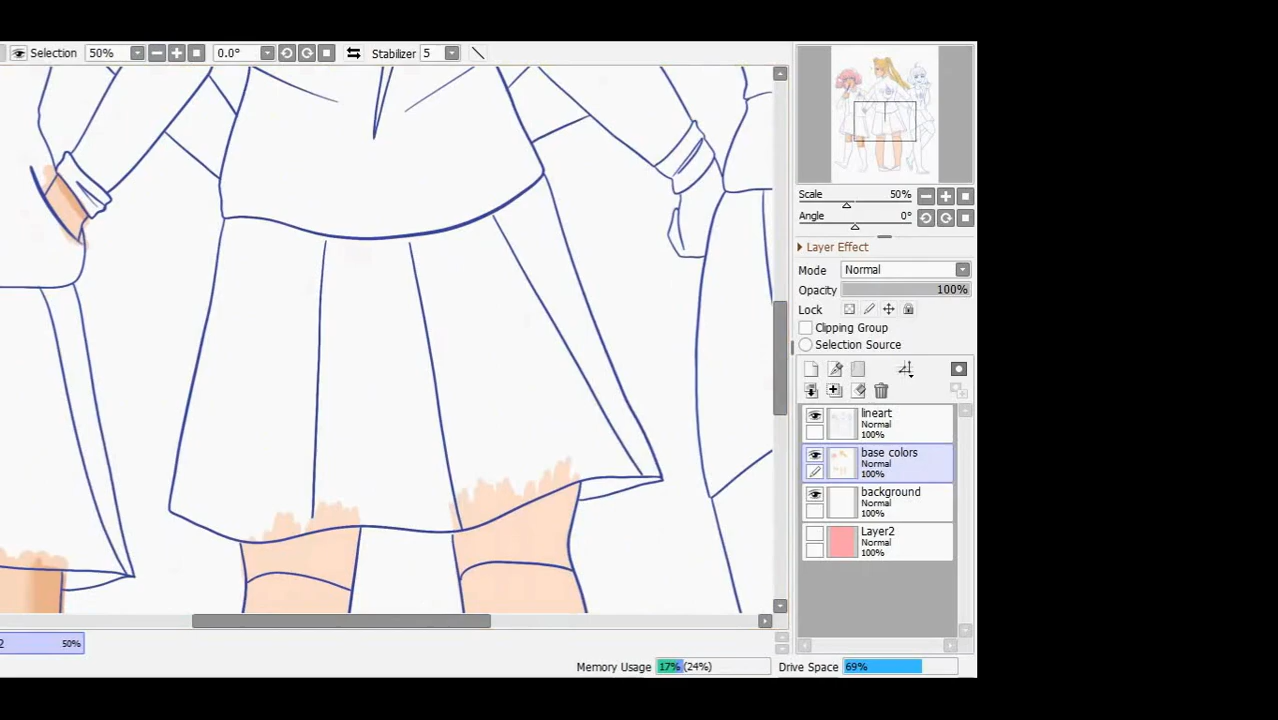 Selection 50% 0.0° Stabilizer 5
Scale 50%
Angle 0°
Layer Effect
Mode Normal
Opacity 100%
Lock
Clipping Group
Selection Source
lineart
Normal
100%
base colors
Normal
100%
background
Normal
100%
Layer2
Normal
100%
2 50%
Memory Usage 17% (24%) Drive Space 69%